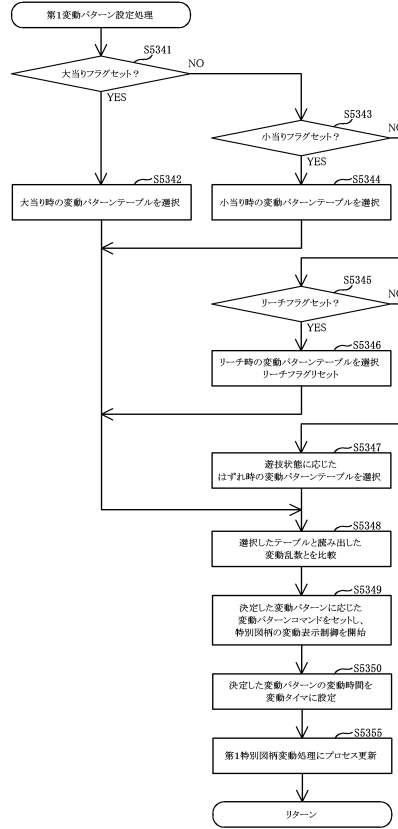 第1変動パターン設定処理
S5341
大当りフラグセット?
NO
YES
S5343
小当りフラグセット?
NO
YES
S5342
大当り時の変動パターンテーブルを選択
S5344
小当り時の変動パターンテーブルを選択
S5345
リーチフラグセット?
NO
YES
S5346
リーチ時の変動パターンテーブルを選択
リーチフラグリセット
S5347
遊技状態に応じた
はずれ時の変動パターンテーブルを選択
S5348
選択したテーブルと読み出した
変動乱数とを比較
S5349
決定した変動パターンに応じた
変動パターンコマンドをセットし、
特別図柄の変動表示制御を開始
S5350
決定した変動パターンの変動時間を
変動タイマに設定
S5355
第1特別図柄変動処理にプロセス更新
リターン